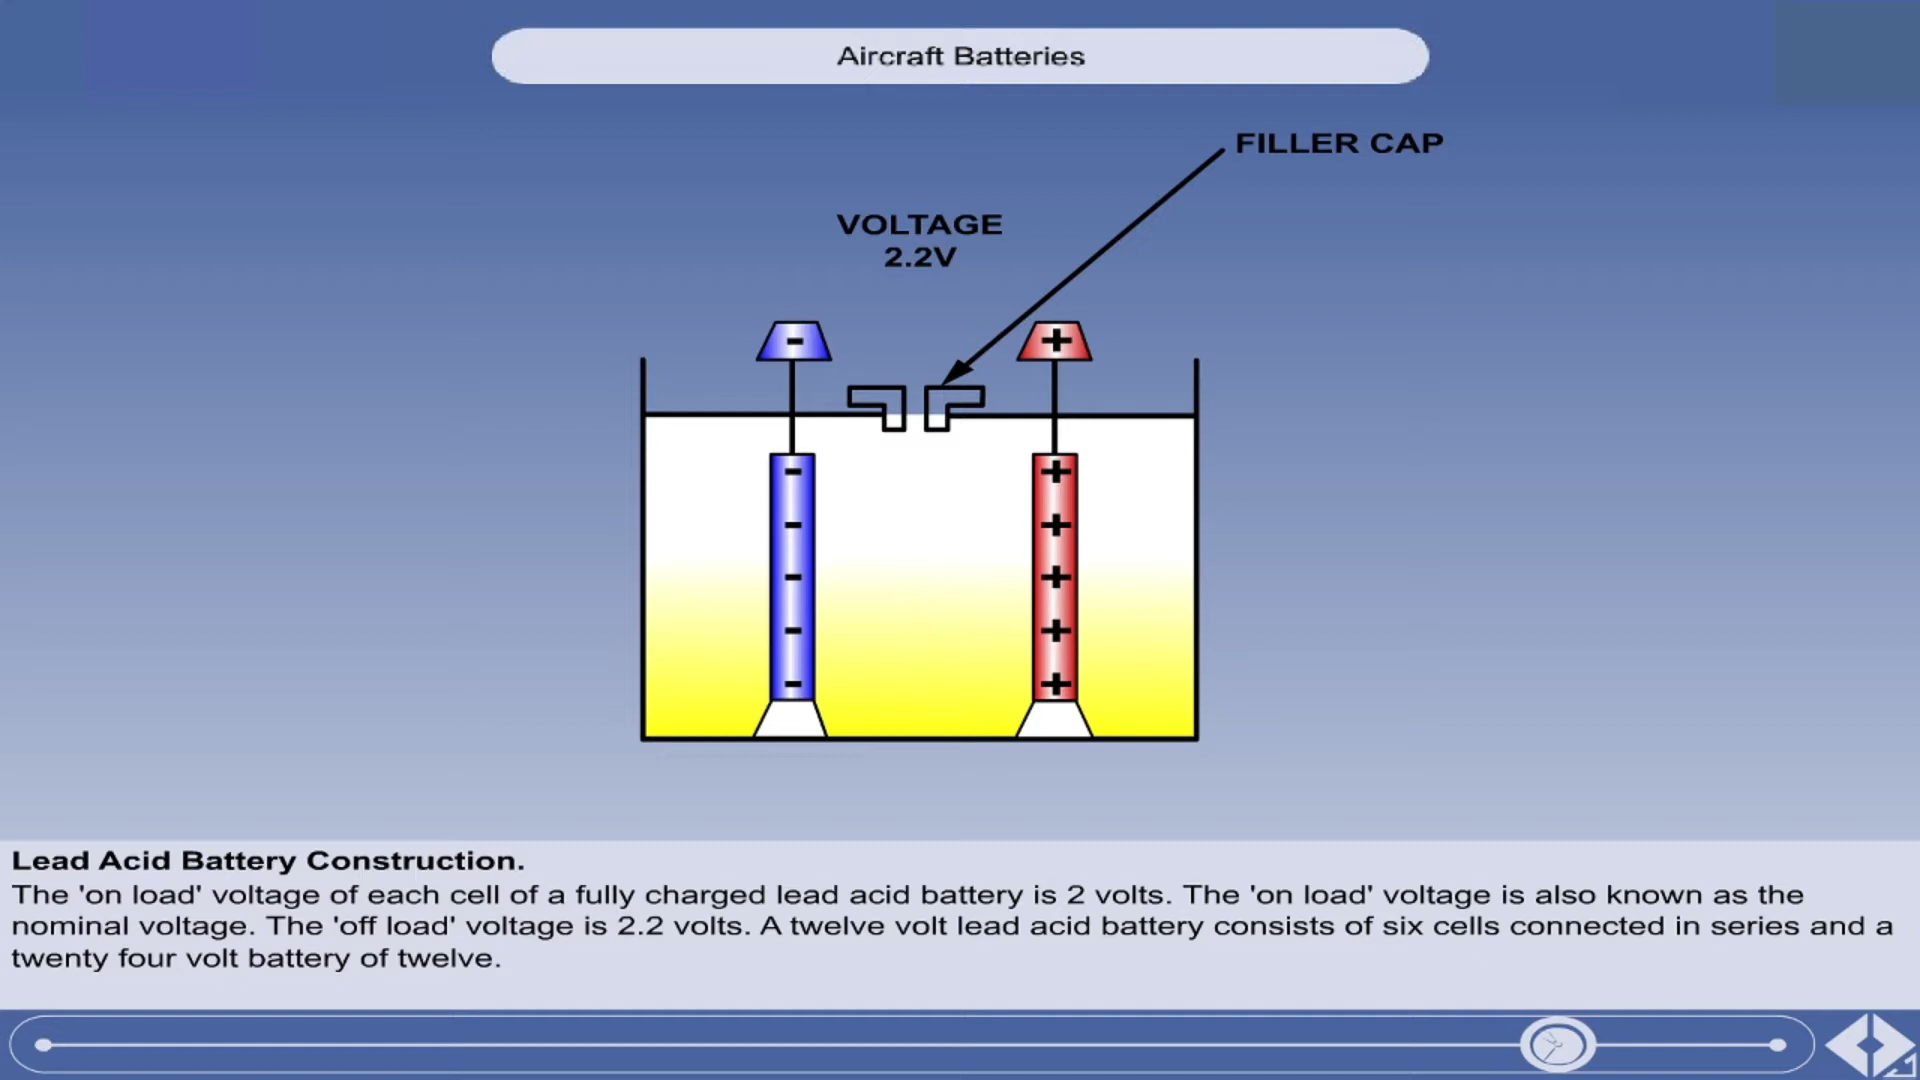 Aircraft Batteries
FILLER CAP
VOLTAGE
2.2V
- +
- +
- +
- +
- +
- +
Lead Acid Battery Construction.
The 'on load' voltage of each cell of a fully charged lead acid battery is 2 volts. The 'on load' voltage is also known as the
nominal voltage. The 'off load' voltage is 2.2 volts. A twelve volt lead acid battery consists of six cells connected in series and a
twenty four volt battery of twelve.